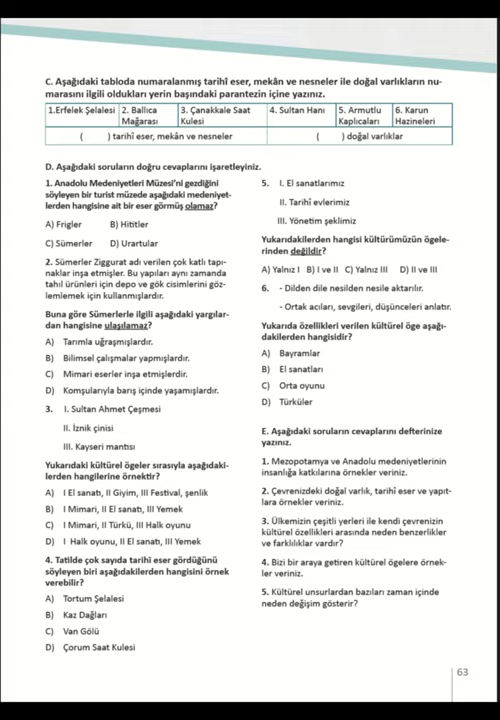 C. Aşağıdaki tabloda numaralanmış tarihî eser, mekân ve nesneler ile doğal varlıkların nu-
marasını ilgili oldukları yerin başındaki parantezin içine yazınız.
1.Erfelek Şelalesi 2. Ballıca Mağarası 3. Çanakkale Saat Kulesi 4. Sultan Hanı 5. Armutlu Kaplıcaları 6. Karun Hazineleri
( ) tarihî eser, mekân ve nesneler ( ) doğal varlıklar
D. Aşağıdaki soruların doğru cevaplarını işaretleyiniz.
1. Anadolu Medeniyetleri Müzesi'ni gezdiğini
söyleyen bir turist müzede aşağıdaki medeniyet-
lerden hangisine ait bir eser görmüş olamaz?
A) Frigler B) Hititler
C) Sümerler D) Urartular
2. Sümerler Ziggurat adı verilen çok katlı tapı-
naklar inşa etmişler. Bu yapıları aynı zamanda
tahıl ürünleri için depo ve gök cisimlerini göz-
lemlemek için kullanmışlardır.
Buna göre Sümerlerle ilgili aşağıdaki yargılar-
dan hangisine ulaşılamaz?
A) Tarımla uğraşmışlardır.
B) Bilimsel çalışmalar yapmışlardır.
C) Mimari eserler inşa etmişlerdir.
D) Komşularıyla barış içinde yaşamışlardır.
3. I. Sultan Ahmet Çeşmesi
II. İznik çinisi
III. Kayseri mantısı
Yukarıdaki kültürel ögeler sırasıyla aşağıdaki-
lerden hangilerine örnektir?
A) I El sanatı, II Giyim, III Festival, şenlik
B) I Mimari, II El sanatı, III Yemek
C) I Mimari, II Türkü, III Halk oyunu
D) I Halk oyunu, II El sanatı, III Yemek
4. Tatilde çok sayıda tarihî eser gördüğünü
söyleyen biri aşağıdakilerden hangisini örnek
verebilir?
A) Tortum Şelalesi
B) Kaz Dağları
C) Van Gölü
D) Çorum Saat Kulesi
5. I. El sanatlarımız
II. Tarihî evlerimiz
III. Yönetim şeklimiz
Yukarıdakilerden hangisi kültürümüzün ögele-
rinden değildir?
A) Yalnız I B) I ve II C) Yalnız III D) II ve III
6. - Dilden dile nesilden nesile aktarılır.
- Ortak acıları, sevgileri, düşünceleri anlatır.
Yukarıda özellikleri verilen kültürel öge aşağı-
dakilerden hangisidir?
A) Bayramlar
B) El sanatları
C) Orta oyunu
D) Türküler
E. Aşağıdaki soruların cevaplarını defterinize
yazınız.
1. Mezopotamya ve Anadolu medeniyetlerinin
insanlığa katkılarına örnekler veriniz.
2. Çevrenizdeki doğal varlık, tarihî eser ve yapıt-
lara örnekler veriniz.
3. Ülkemizin çeşitli yerleri ile kendi çevrenizin
kültürel özellikleri arasında neden benzerlikler
ve farklılıklar vardır?
4. Bizi bir araya getiren kültürel ögelere örnek-
ler veriniz.
5. Kültürel unsurlardan bazıları zaman içinde
neden değişim gösterir?
63